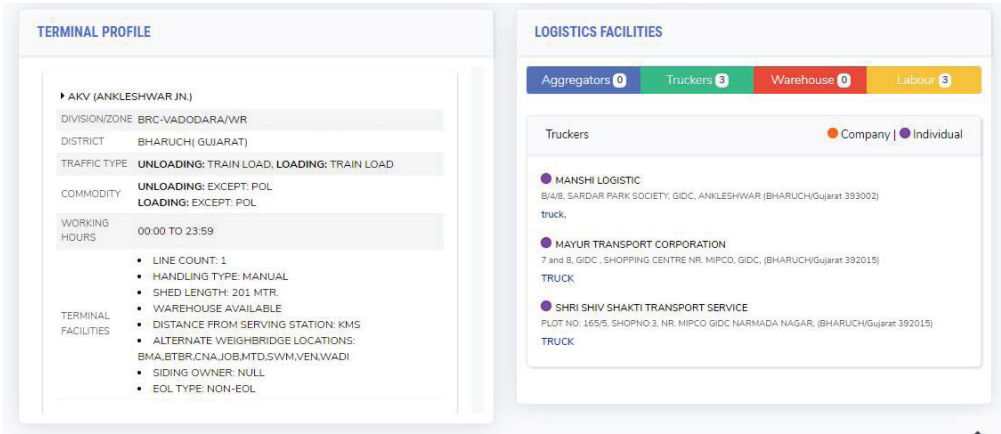 TERMINAL PROFILE
AKV (ANKLESHWAR JN.)
DIVISION/ZONE BRC-VADODARA/WR
DISTRICT BHARUCH( GUJARAT)
TRAFFIC TYPE UNLOADING: TRAIN LOAD, LOADING: TRAIN LOAD
COMMODITY UNLOADING: EXCEPT: POL
LOADING: EXCEPT: POL
WORKING HOURS 00:00 TO 23:59
TERMINAL FACILITIES
• LINE COUNT: 1
• HANDLING TYPE: MANUAL
• SHED LENGTH: 201 MTR.
• WAREHOUSE AVAILABLE
• DISTANCE FROM SERVING STATION: KMS
• ALTERNATE WEIGHBRIDGE LOCATIONS:
BMA,BTBR,CNA,JOB,MTD,SWM,VEN,WADI
• SIDING OWNER: NULL
• EOL TYPE: NON-EOL
LOGISTICS FACILITIES
Aggregators 0 Truckers 3 Warehouse 0 Labour 3
Truckers Company | Individual
MANSHI LOGISTIC
B/4/8, SARDAR PARK SOCIETY, GIDC, ANKLESHWAR (BHARUCH/Gujarat 393002)
truck,
MAYUR TRANSPORT CORPORATION
7 and 8, GIDC , SHOPPING CENTRE NR. MIPCO, GIDC, (BHARUCH/Gujarat 392015)
TRUCK
SHRI SHIV SHAKTI TRANSPORT SERVICE
PLOT NO: 165/5, SHOPNO:3, NR. MIPCO GIDC NARMADA NAGAR, (BHARUCH/Gujarat 392015)
TRUCK